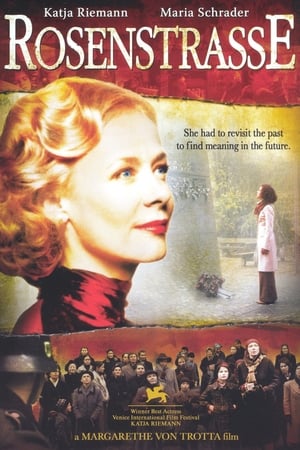 Katja Riemann Maria Schrader
ROSENSTRASSE
She had to revisit the past
to find meaning in the future.
Winner Best Actress
Venice International Film Festival
KATJA RIEMANN
a MARGARETHE VON TROTTA film